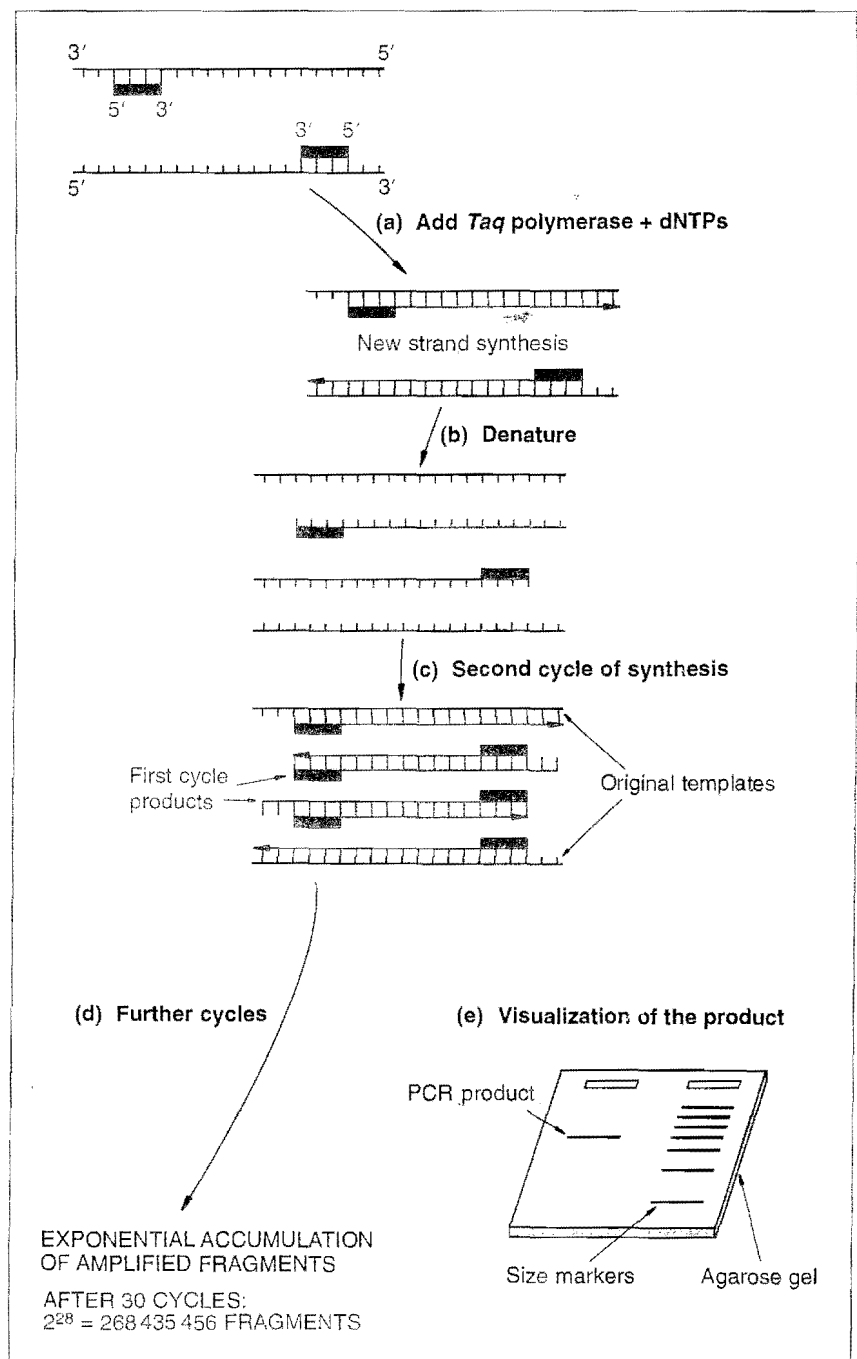 3′ 5′
5′ 3′
3′ 5′
5′ 3′
(a) Add Taq polymerase + dNTPs
New strand synthesis
(b) Denature
(c) Second cycle of synthesis
First cycle
products
Original templates
(d) Further cycles
(e) Visualization of the product
PCR product
Size markers
Agarose gel
EXPONENTIAL ACCUMULATION
OF AMPLIFIED FRAGMENTS
AFTER 30 CYCLES:
2²⁸ = 268 435 456 FRAGMENTS